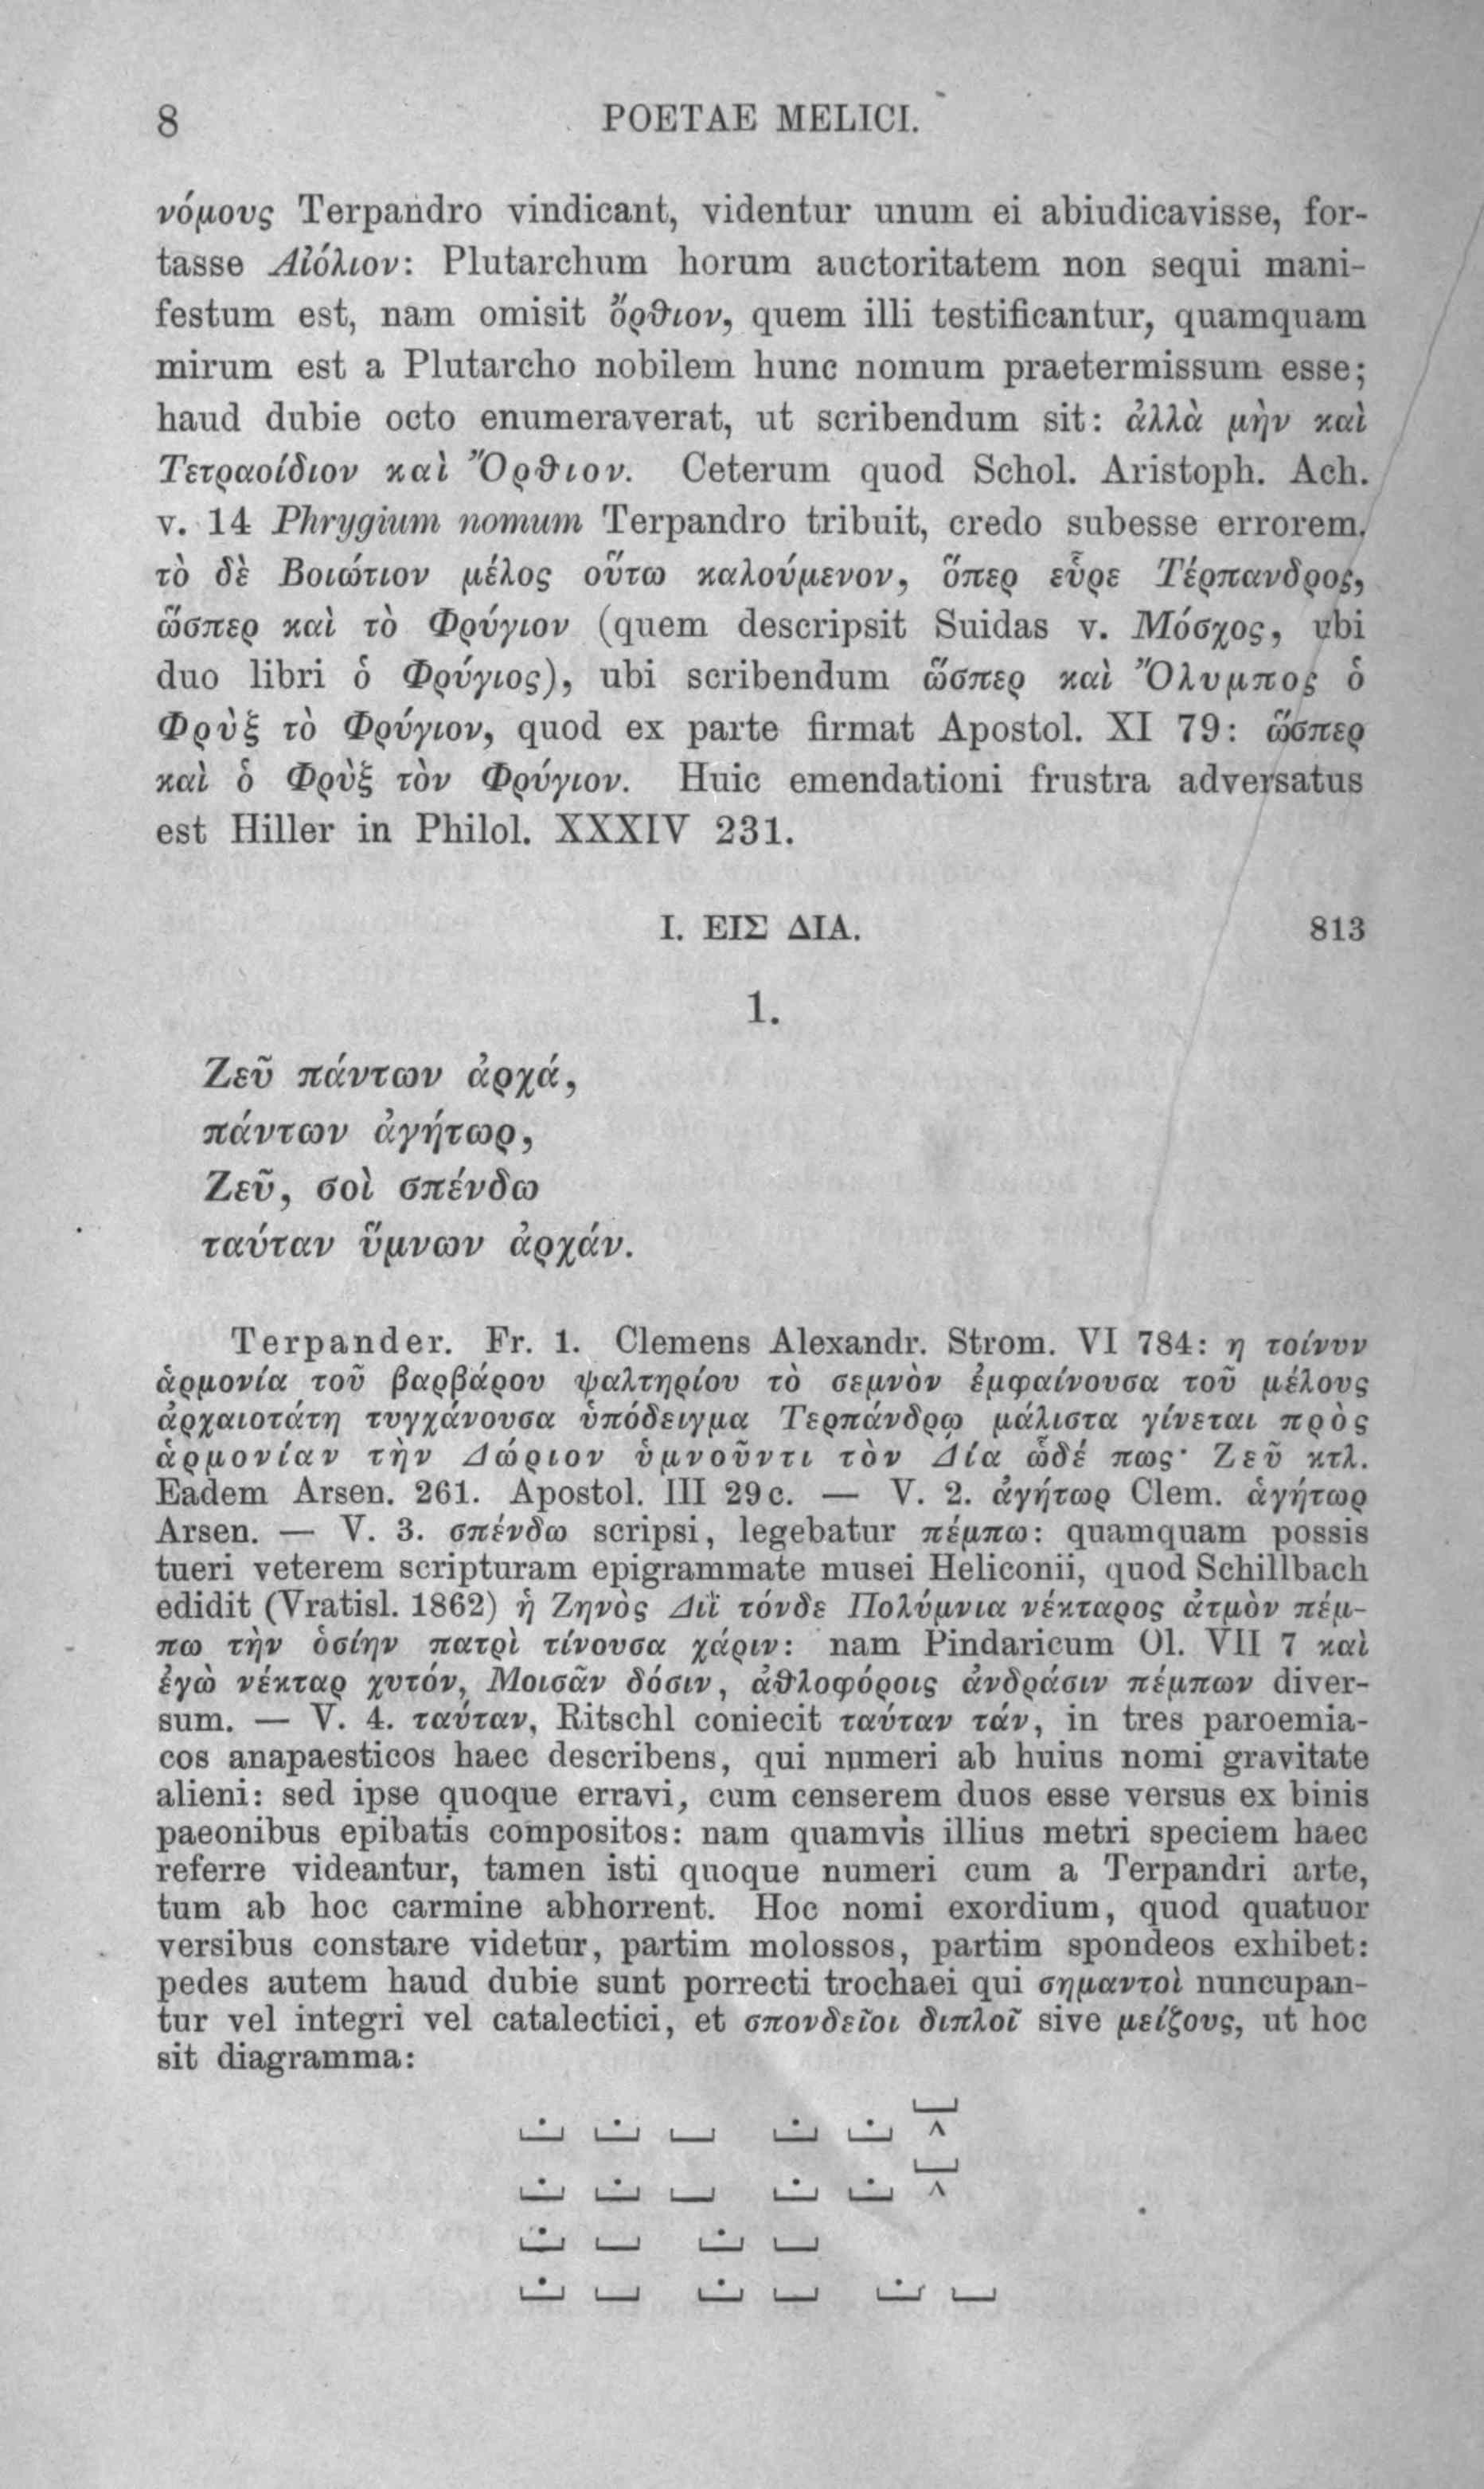 8 POETAE MELICI.
νόμους Terpandro vindicant, videntur unum ei abiudicavisse, for-
tasse Αἰόλιον: Plutarchum horum auctoritatem non sequi mani-
festum est, nam omisit ὄρθιον, quem illi testificantur, quamquam
mirum est a Plutarcho nobilem hunc nomum praetermissum esse;
haud dubie octo enumeraverat, ut scribendum sit: ἀλλὰ μὴν καὶ
Τετραοίδιον καὶ Ὄρθιον. Ceterum quod Schol. Aristoph. Ach.
v. 14 Phrygium nomum Terpandro tribuit, credo subesse errorem.
τὸ δὲ Βοιώτιον μέλος οὕτω καλούμενον, ὅπερ εὗρε Τέρπανδρος,
ὥσπερ καὶ τὸ Φρύγιον (quem descripsit Suidas v. Μόσχος, ubi
duo libri ὁ Φρύγιος), ubi scribendum ὥσπερ καὶ Ὄλυμπος ὁ
Φρὺξ τὸ Φρύγιον, quod ex parte firmat Apostol. XI 79: ὥσπερ
καὶ ὁ Φρὺξ τὸν Φρύγιον. Huic emendationi frustra adversatus
est Hiller in Philol. XXXIV 231.
I. ΕΙΣ ΔΙΑ. 813
1.
Ζεῦ πάντων ἀρχά,
πάντων ἀγήτωρ,
Ζεῦ, σοὶ σπένδω
ταύταν ὕμνων ἀρχάν.
Terpander. Fr. 1. Clemens Alexandr. Strom. VI 784: η τοίνυν
ἁρμονία τοῦ βαρβάρου ψαλτηρίου τὸ σεμνὸν ἐμφαίνουσα τοῦ μέλους
ἀρχαιοτάτη τυγχάνουσα ὑπόδειγμα Τερπάνδρῳ μάλιστα γίνεται πρὸς
ἁρμονίαν τὴν Δώριον ὑμνοῦντι τὸν Δία ὧδέ πως· Ζεῦ κτλ.
Eadem Arsen. 261. Apostol. III 29 c. — V. 2. ἀγήτωρ Clem. ἁγήτωρ
Arsen. — V. 3. σπένδω scripsi, legebatur πέμπω: quamquam possis
tueri veterem scripturam epigrammate musei Heliconii, quod Schillbach
edidit (Vratisl. 1862) ἡ Ζηνὸς Διῒ τόνδε Πολύμνια νέκταρος ἀτμὸν πέμ-
πω τὴν ὁσίην πατρὶ τίνουσα χάριν: nam Pindaricum Ol. VII 7 καὶ
ἐγὼ νέκταρ χυτόν, Μοισᾶν δόσιν, ἀθλοφόροις ἀνδράσιν πέμπων diver-
sum. — V. 4. ταύταν, Ritschl coniecit ταύταν τάν, in tres paroemia-
cos anapaesticos haec describens, qui numeri ab huius nomi gravitate
alieni: sed ipse quoque erravi, cum censerem duos esse versus ex binis
paeonibus epibatis compositos: nam quamvis illius metri speciem haec
referre videantur, tamen isti quoque numeri cum a Terpandri arte,
tum ab hoc carmine abhorrent. Hoc nomi exordium, quod quatuor
versibus constare videtur, partim molossos, partim spondeos exhibet:
pedes autem haud dubie sunt porrecti trochaei qui σημαντοὶ nuncupan-
tur vel integri vel catalectici, et σπονδεῖοι διπλοῖ sive μείζους, ut hoc
sit diagramma: